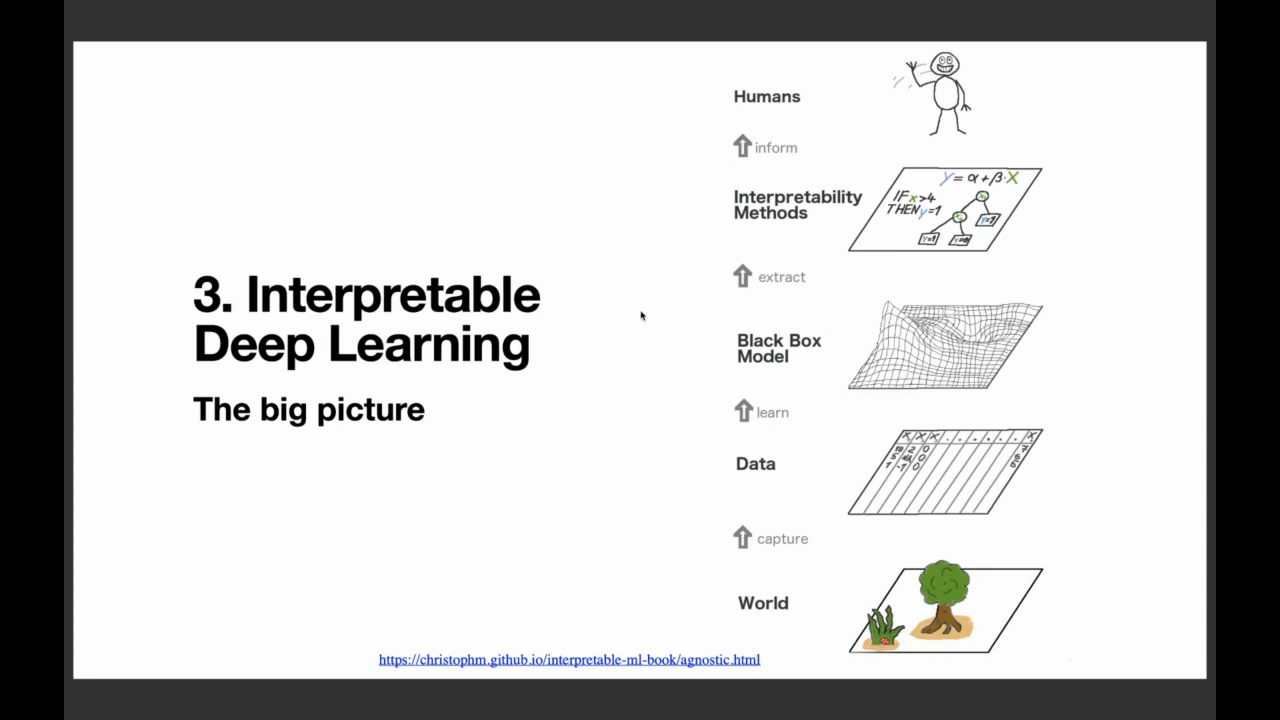 3. Interpretable
Deep Learning
The big picture
Humans
inform
Interpretability
Methods
Y = α + β·X
IF x>4
THEN y=1
extract
Black Box
Model
learn
Data
capture
World
https://christophm.github.io/interpretable-ml-book/agnostic.html